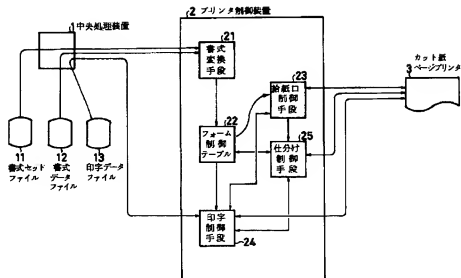 1
中央処理装置
2 プリンタ制御装置
21
書式
変換
手段
11
書式セット
ファイル
12
書式
データ
ファイル
13
印字データ
ファイル
22
フォーム
制御
テーブル
23
給紙口
制御
手段
25
仕分村
制御
手段
印字
制御
手段
24
カット紙
3 ページプリンタ